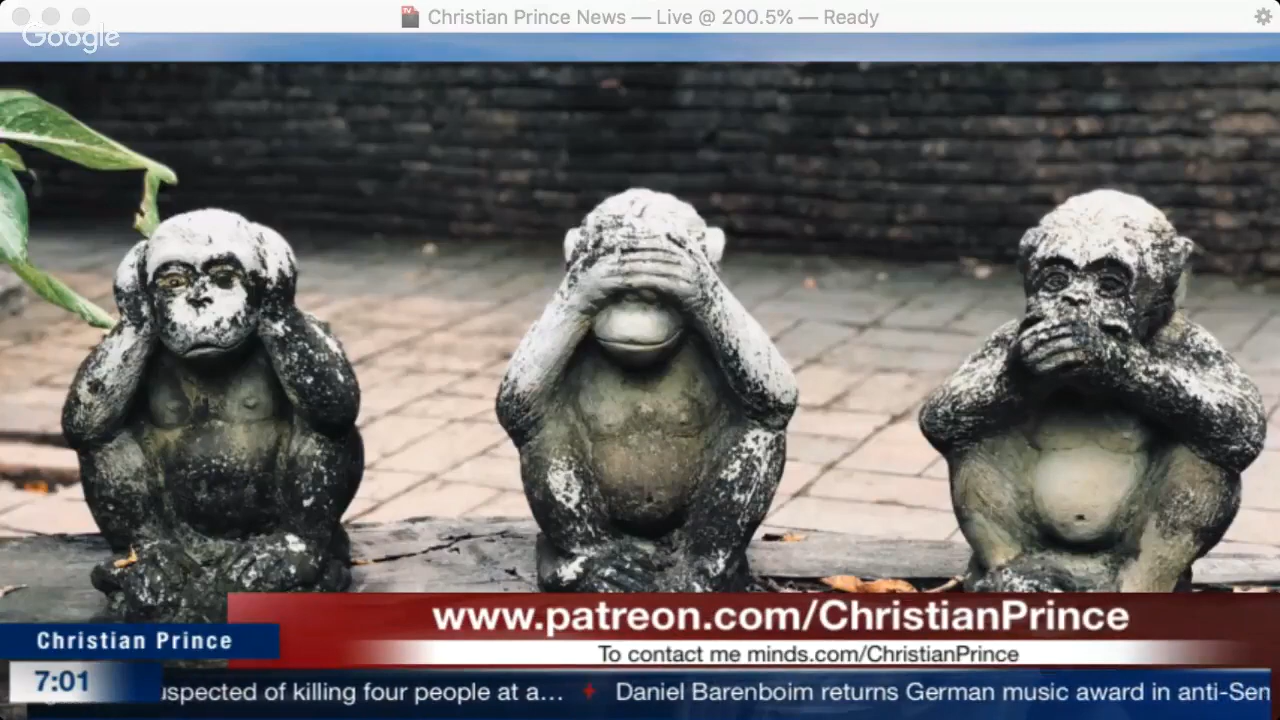 Christian Prince News — Live @ 200.5% — Ready
Google
www.patreon.com/ChristianPrince
Christian Prince
To contact me minds.com/ChristianPrince
7:01
spected of killing four people at a… + Daniel Barenboim returns German music award in anti-Sen